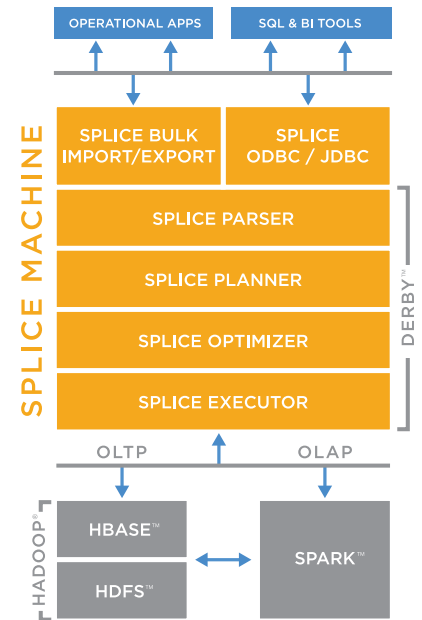 OPERATIONAL APPS
SQL & BI TOOLS
SPLICE MACHINE
SPLICE BULK
IMPORT/EXPORT
SPLICE
ODBC / JDBC
SPLICE PARSER
SPLICE PLANNER
SPLICE OPTIMIZER
SPLICE EXECUTOR
DERBY™
OLTP
OLAP
HADOOP®
HBASE™
HDFS™
SPARK™